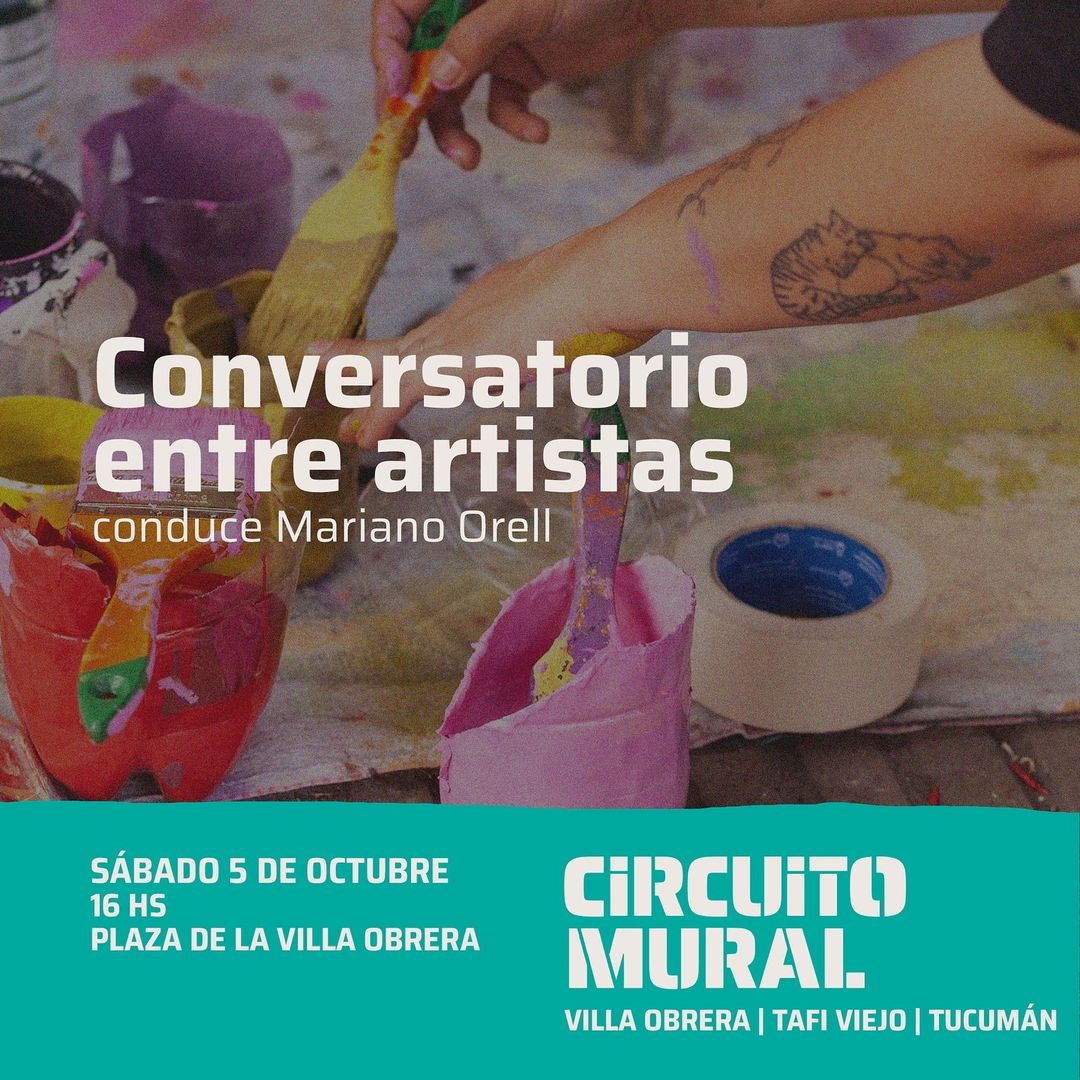 Conversatorio
entre artistas
conduce Mariano Orell
SÁBADO 5 DE OCTUBRE
16 HS
PLAZA DE LA VILLA OBRERA
CiRCUiTO
MURAL
VILLA OBRERA | TAFI VIEJO | TUCUMÁN